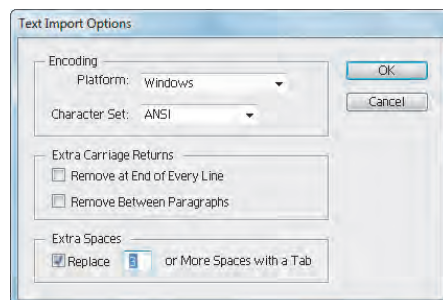 Text Import Options
Encoding
Platform: Windows
Character Set: ANSI
OK
Cancel
Extra Carriage Returns
Remove at End of Every Line
Remove Between Paragraphs
Extra Spaces
Replace 3 or More Spaces with a Tab